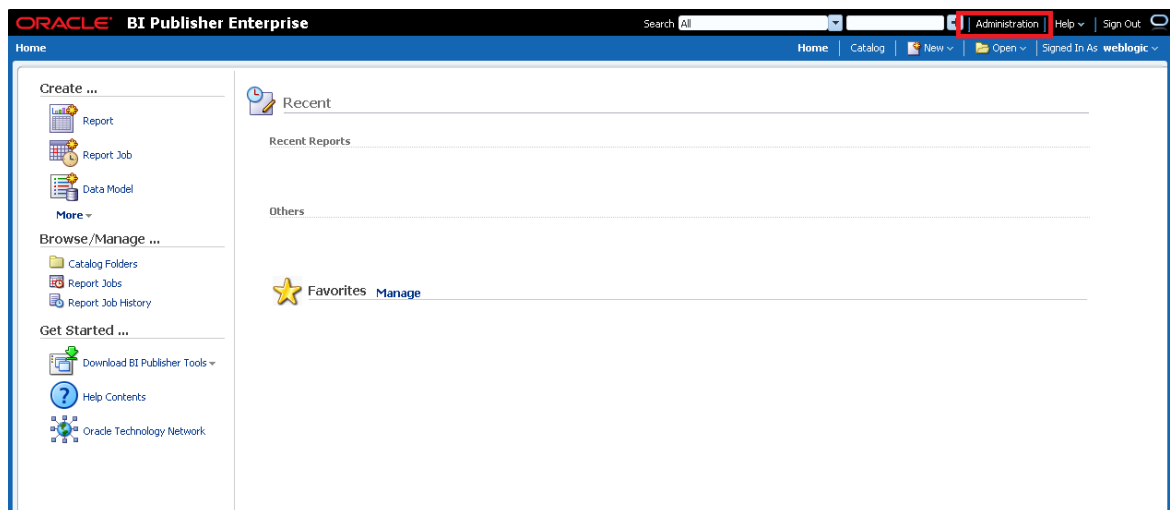 ORACLE BI Publisher Enterprise Search All Administration Help Sign Out
Home Home Catalog New Open Signed In As weblogic
Create ...
Report
Report Job
Data Model
More
Browse/Manage ...
Catalog Folders
Report Jobs
Report Job History
Get Started ...
Download BI Publisher Tools
Help Contents
Oracle Technology Network
Recent
Recent Reports
Others
Favorites Manage